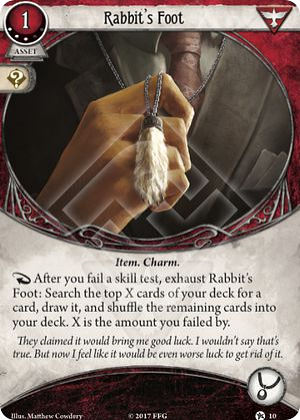 1
Rabbit's Foot
ASSET
?
Item. Charm.
After you fail a skill test, exhaust Rabbit's
Foot: Search the top X cards of your deck for a
card, draw it, and shuffle the remaining cards into
your deck. X is the amount you failed by.
They claimed it would bring me good luck. I wouldn't say that's
true. But now I feel like it would be even worse luck to get rid of it.
Illus. Matthew Cowdery
© 2017 FFG
10